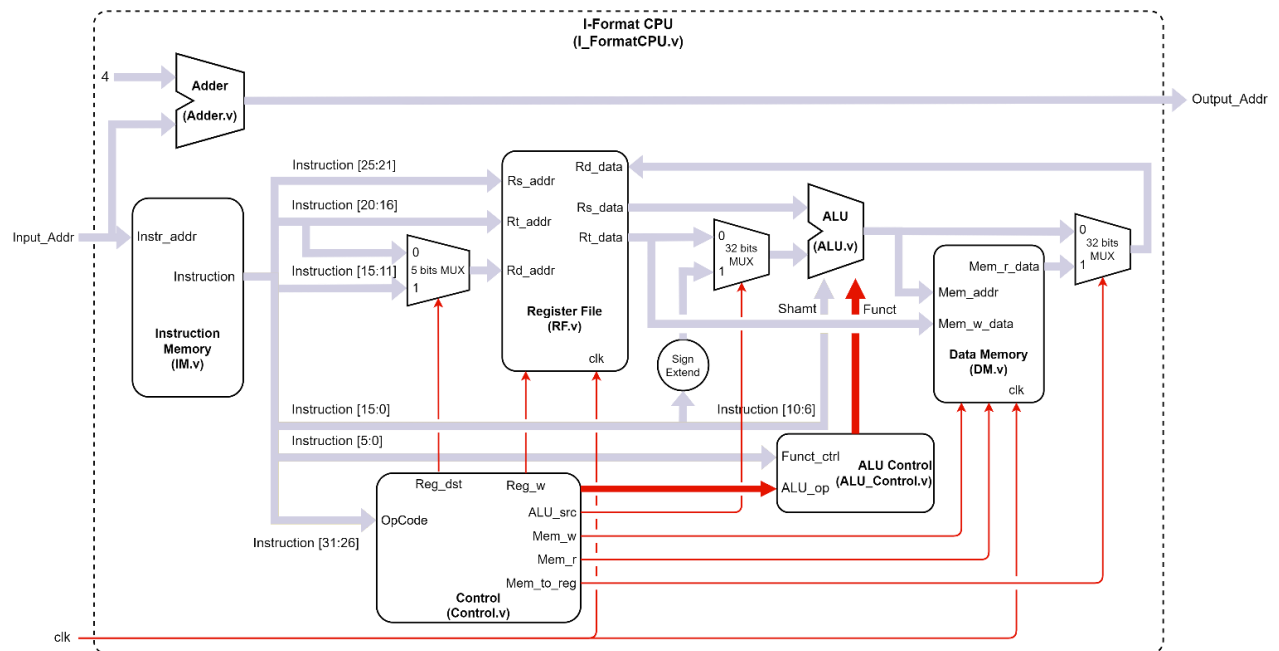 I-Format CPU
(I_FormatCPU.v)
4
Adder
(Adder.v)
Output_Addr
Input_Addr
Instr_addr
Instruction
Instruction
Memory
(IM.v)
Instruction [25:21]
Instruction [20:16]
Instruction [15:11]
0
5 bits MUX
1
Rs_addr
Rt_addr
Rd_addr
Rd_data
Rs_data
Rt_data
Register File
(RF.v)
clk
0
32 bits
MUX
1
Sign
Extend
ALU
(ALU.v)
Shamt
Funct
Mem_r_data
Mem_addr
Mem_w_data
Data Memory
(DM.v)
clk
0
32 bits
MUX
1
Instruction [15:0]
Instruction [10:6]
Instruction [5:0]
Funct_ctrl
ALU Control
(ALU_Control.v)
ALU_op
Reg_dst
Reg_w
OpCode
ALU_src
Instruction [31:26]
Mem_w
Mem_r
Mem_to_reg
Control
(Control.v)
clk